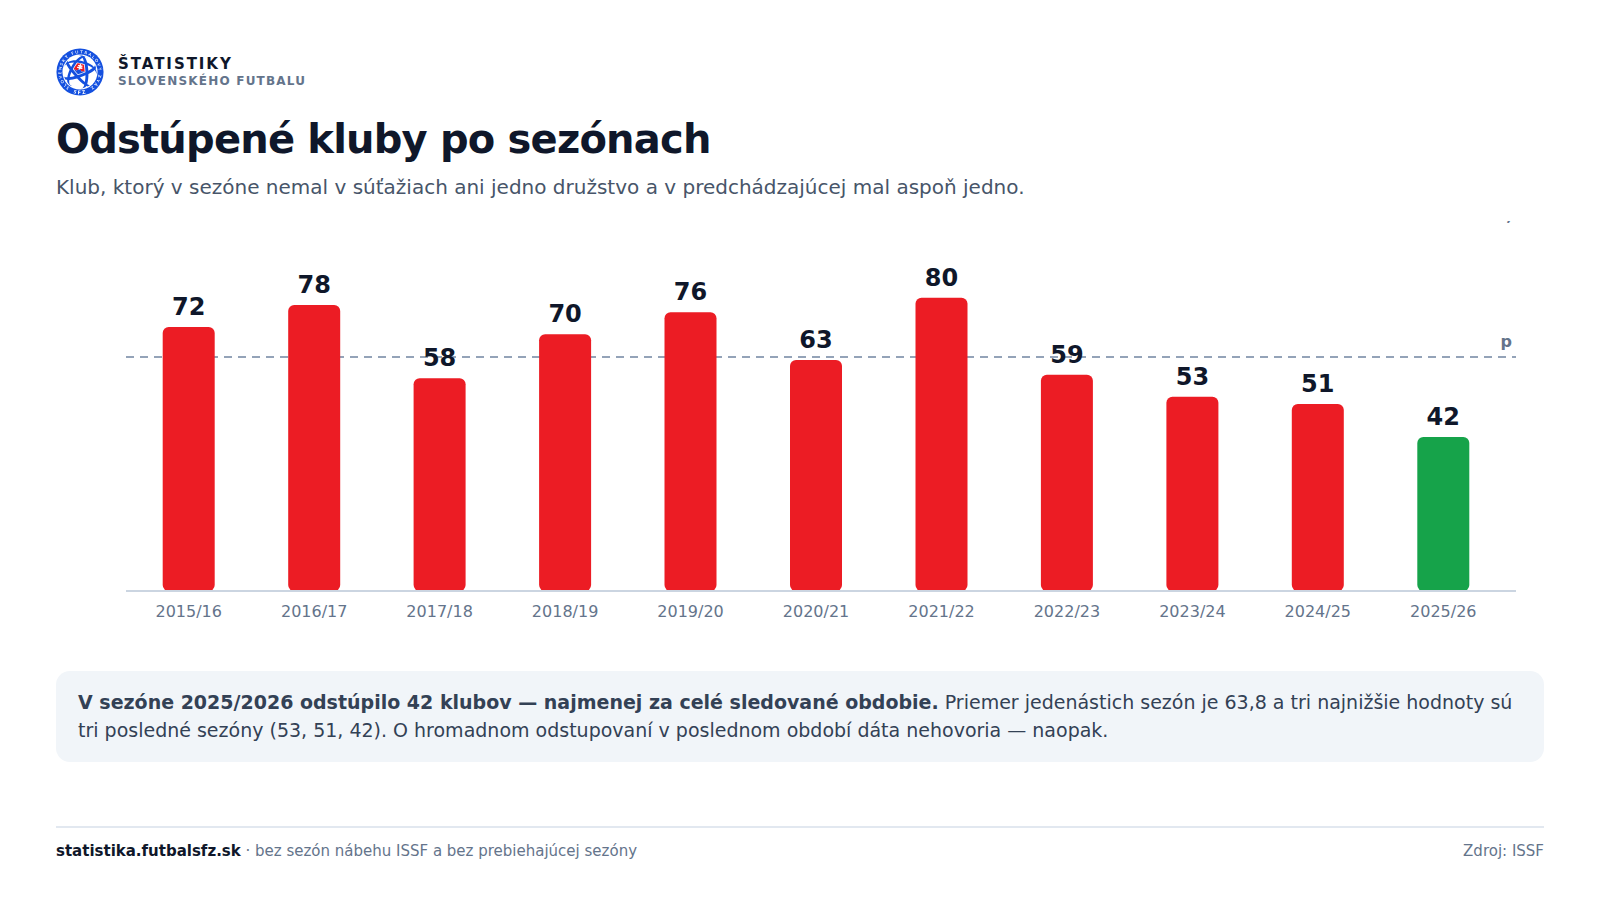 ŠTATISTIKY
SLOVENSKÉHO FUTBALU
Odstúpené kluby po sezónach
Klub, ktorý v sezóne nemal v súťažiach ani jedno družstvo a v predchádzajúcej mal aspoň jedno.
72 78 58 70 76 63 80 59 53 51 42
p
2015/16 2016/17 2017/18 2018/19 2019/20 2020/21 2021/22 2022/23 2023/24 2024/25 2025/26
V sezóne 2025/2026 odstúpilo 42 klubov — najmenej za celé sledované obdobie. Priemer jedenástich sezón je 63,8 a tri najnižšie hodnoty sú
tri posledné sezóny (53, 51, 42). O hromadnom odstupovaní v poslednom období dáta nehovoria — naopak.
statistika.futbalsfz.sk · bez sezón nábehu ISSF a bez prebiehajúcej sezóny
Zdroj: ISSF